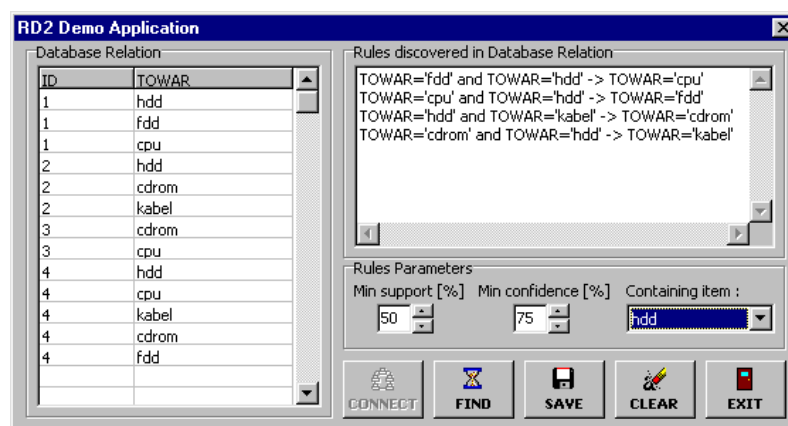 RD2 Demo Application
Database Relation
ID TOWAR
1 hdd
1 fdd
1 cpu
2 hdd
2 cdrom
2 kabel
3 cdrom
3 cpu
4 hdd
4 cpu
4 kabel
4 cdrom
4 fdd
Rules discovered in Database Relation
TOWAR='fdd' and TOWAR='hdd' -> TOWAR='cpu'
TOWAR='cpu' and TOWAR='hdd' -> TOWAR='fdd'
TOWAR='hdd' and TOWAR='kabel' -> TOWAR='cdrom'
TOWAR='cdrom' and TOWAR='hdd' -> TOWAR='kabel'
Rules Parameters
Min support [%] Min confidence [%] Containing item :
50 75 hdd
CONNECT FIND SAVE CLEAR EXIT